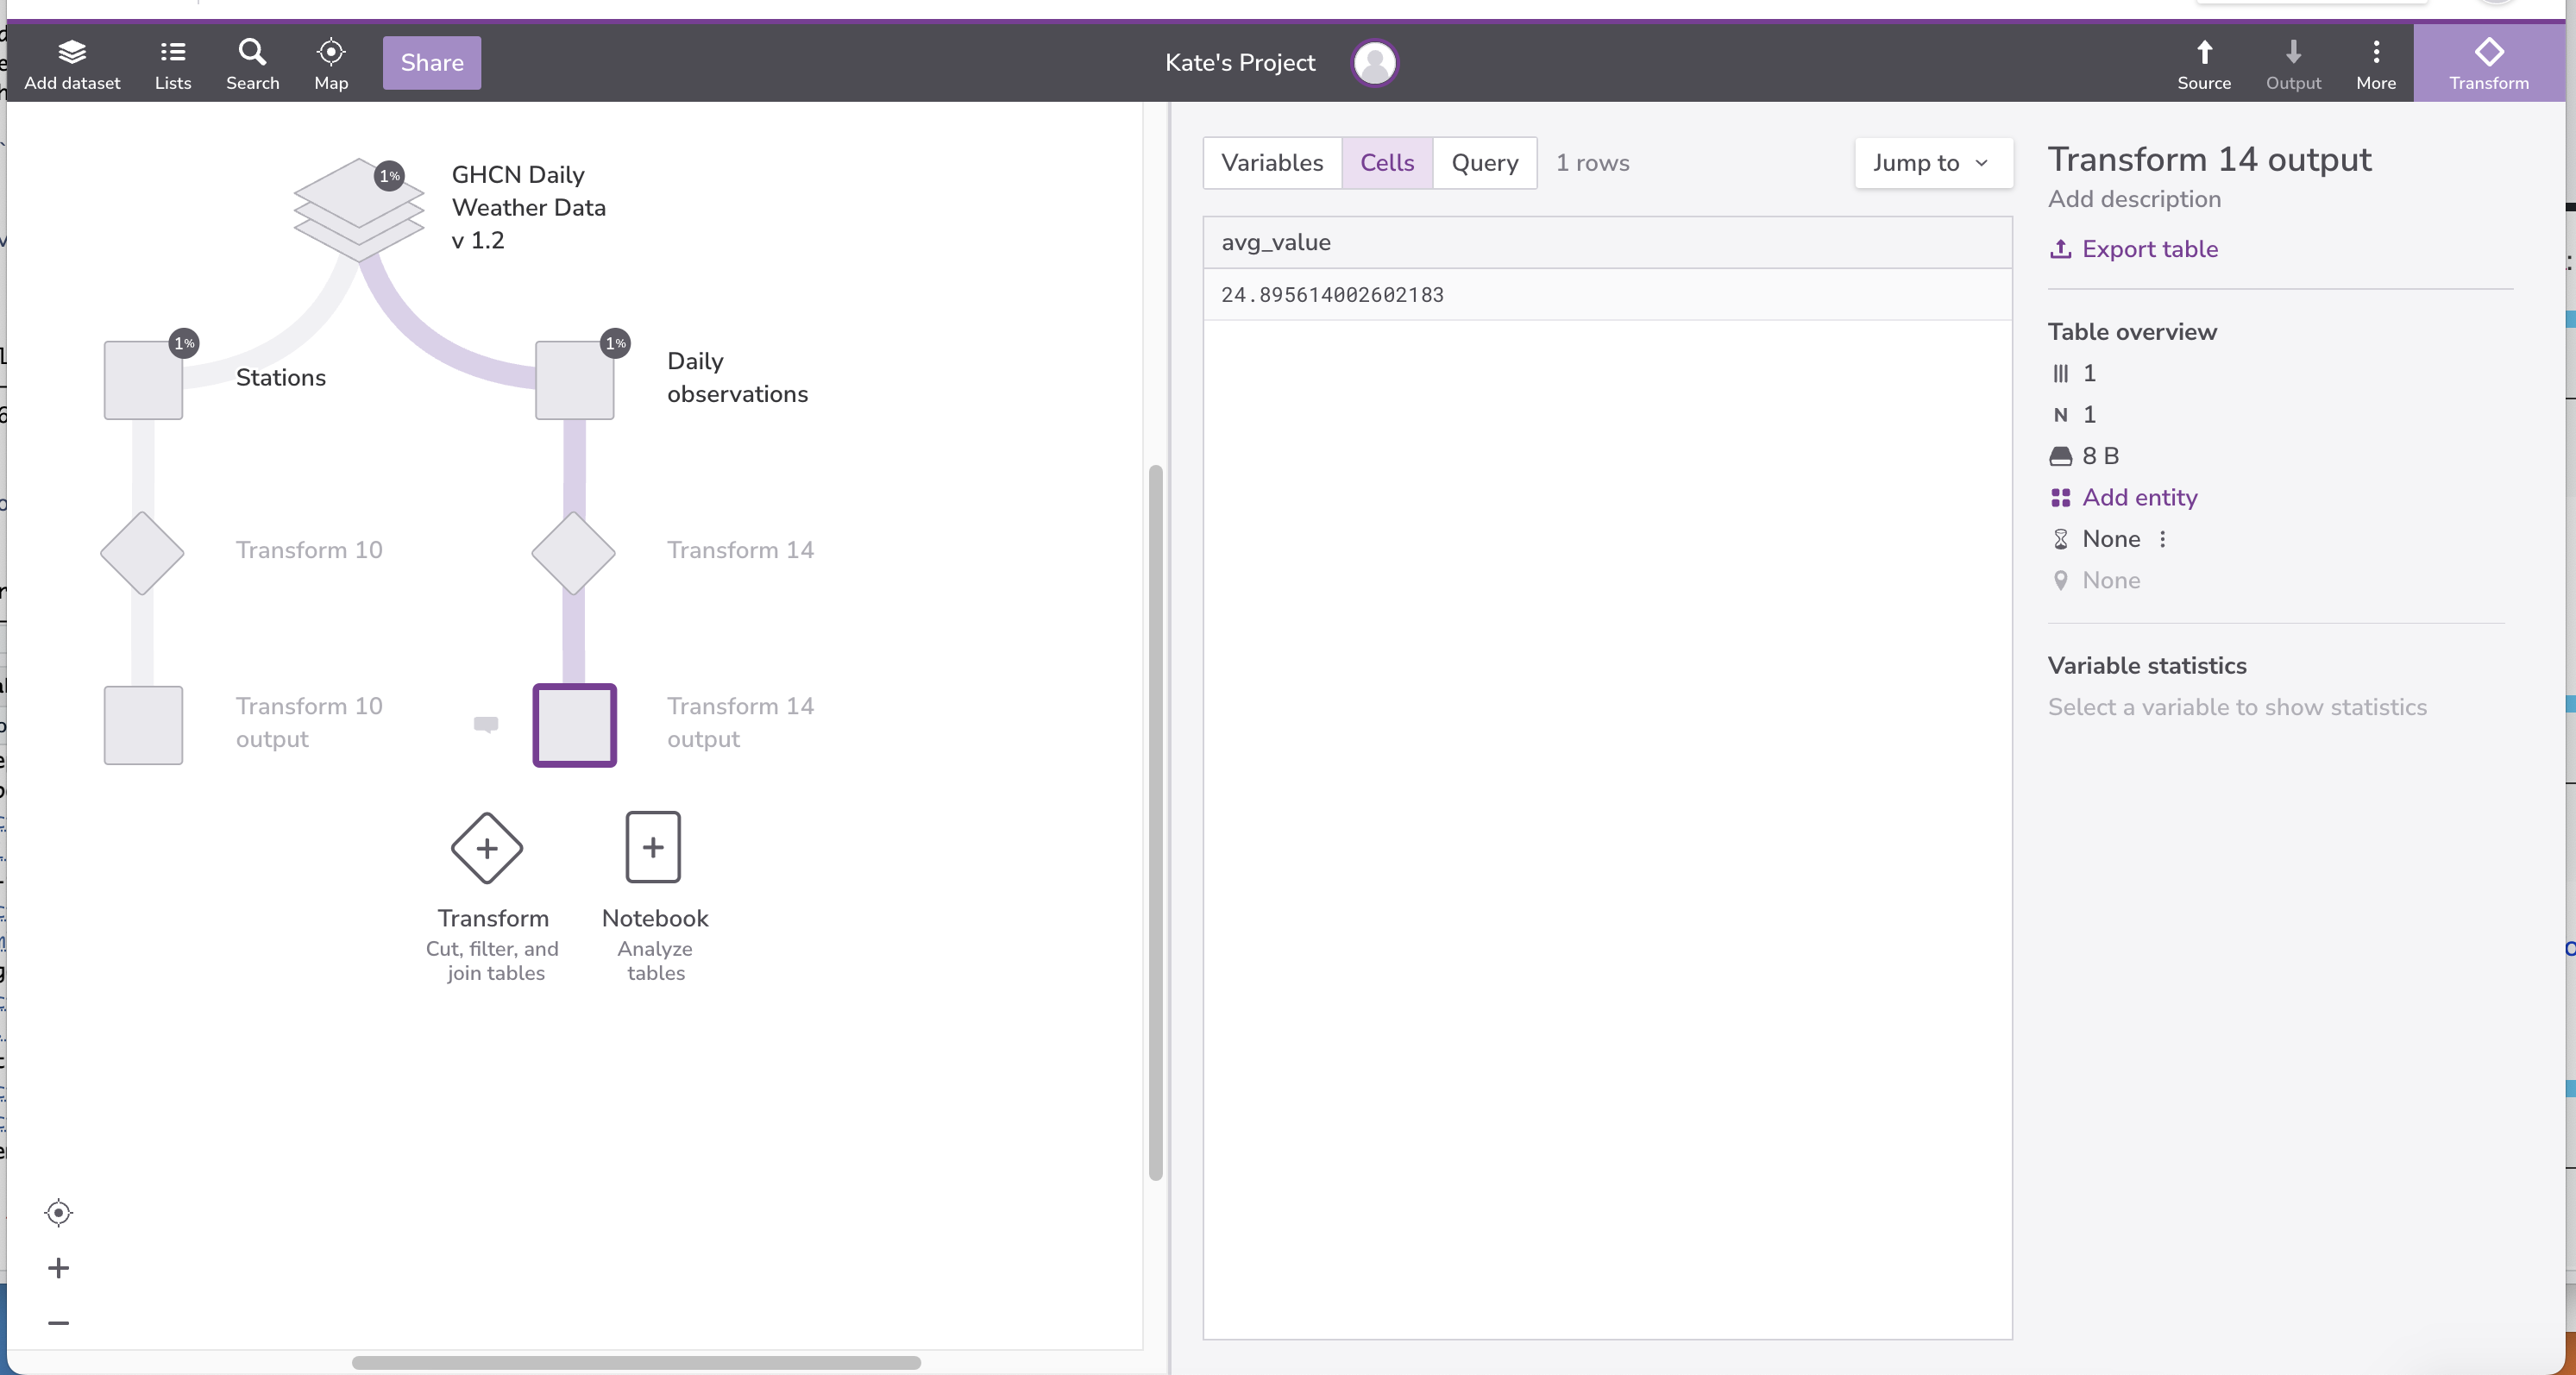 Add dataset
Lists
Search
Map
Share
Kate's Project
Source
Output
More
Transform
1%
GHCN Daily
Weather Data
v 1.2
1%
Stations
1%
Daily
observations
Transform 10
Transform 14
Transform 10
output
Transform 14
output
Transform
Cut, filter, and
join tables
Notebook
Analyze
tables
Variables
Cells
Query
1 rows
Jump to
avg_value
24.895614002602183
Transform 14 output
Add description
Export table
Table overview
1
N 1
8 B
Add entity
None
None
Variable statistics
Select a variable to show statistics